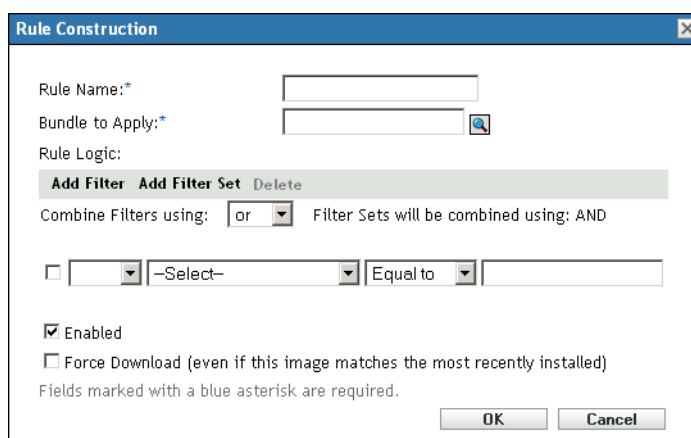 Rule Construction
Rule Name:*
Bundle to Apply:*
Rule Logic:
Add Filter Add Filter Set Delete
Combine Filters using: or Filter Sets will be combined using: AND
--Select-- Equal to
Enabled
Force Download (even if this image matches the most recently installed)
Fields marked with a blue asterisk are required.
OK Cancel